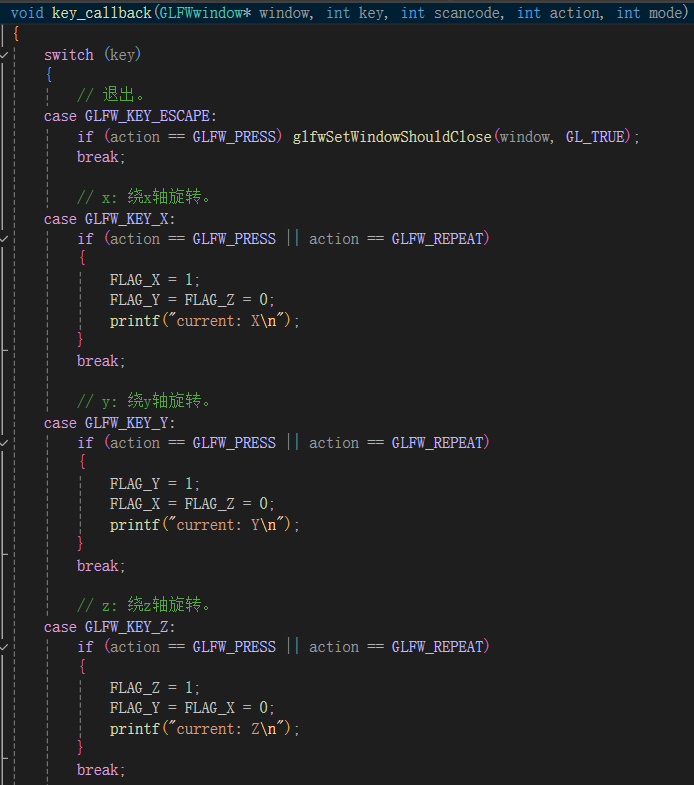 void key_callback(GLFWwindow* window, int key, int scancode, int action, int mode)
{
switch (key)
{
// 退出。
case GLFW_KEY_ESCAPE:
if (action == GLFW_PRESS) glfwSetWindowShouldClose(window, GL_TRUE);
break;
// x: 绕x轴旋转。
case GLFW_KEY_X:
if (action == GLFW_PRESS || action == GLFW_REPEAT)
{
FLAG_X = 1;
FLAG_Y = FLAG_Z = 0;
printf("current: X\n");
}
break;
// y: 绕y轴旋转。
case GLFW_KEY_Y:
if (action == GLFW_PRESS || action == GLFW_REPEAT)
{
FLAG_Y = 1;
FLAG_X = FLAG_Z = 0;
printf("current: Y\n");
}
break;
// z: 绕z轴旋转。
case GLFW_KEY_Z:
if (action == GLFW_PRESS || action == GLFW_REPEAT)
{
FLAG_Z = 1;
FLAG_Y = FLAG_X = 0;
printf("current: Z\n");
}
break;